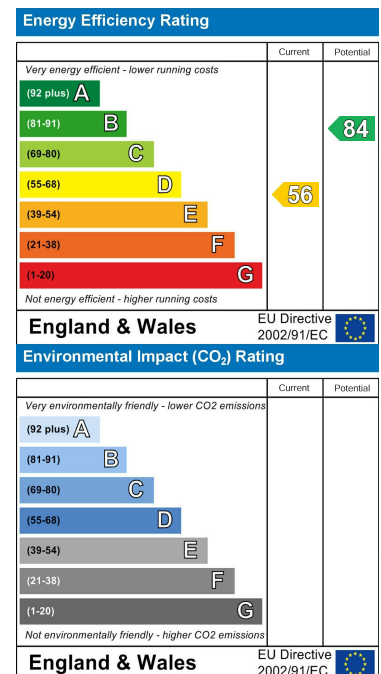 Energy Efficiency Rating
Current Potential
Very energy efficient - lower running costs
(92 plus) A
(81-91) B
(69-80) C
(55-68) D
(39-54) E
(21-38) F
(1-20) G
84
56
Not energy efficient - higher running costs
England & Wales
EU Directive
2002/91/EC
Environmental Impact (CO₂) Rating
Current Potential
Very environmentally friendly - lower CO2 emissions
(92 plus) A
(81-91) B
(69-80) C
(55-68) D
(39-54) E
(21-38) F
(1-20) G
Not environmentally friendly - higher CO2 emissions
England & Wales
EU Directive
2002/91/EC